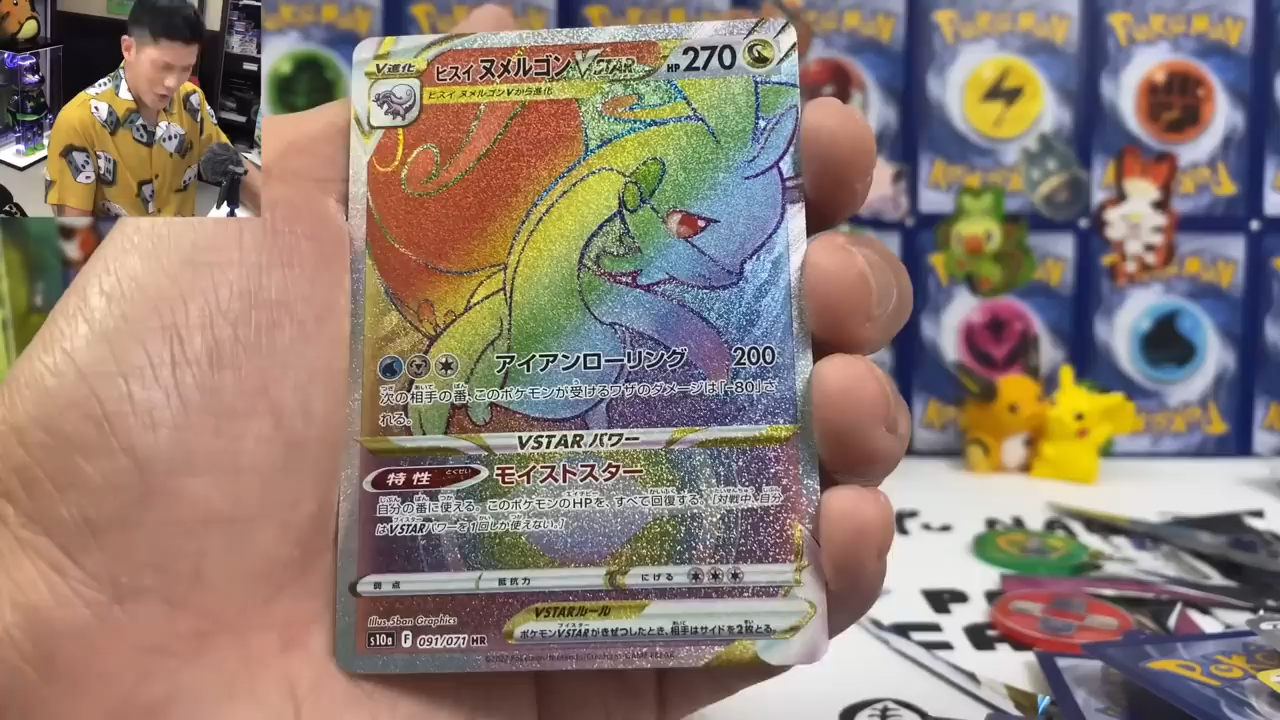 V進化
ヒスイ ヌメルゴンVSTAR
HP270
ヒスイ ヌメルゴンVから進化
アイアンローリング 200
次の相手の番、このポケモンが受けるワザのダメージは「-80」さ
れる。
VSTARパワー
特性 とくせい モイストスター
自分の番に使える。このポケモンのHPを、すべて回復する。[対戦中、自分
はVSTARパワーを1回しか使えない。]
弱点 抵抗力 にげる
Illus.5ban Graphics
VSTARルール
ポケモンVSTARがきぜつしたとき、相手はサイドを2枚とる。
s10a F 091/071 HR
POKéMON
POKéMON